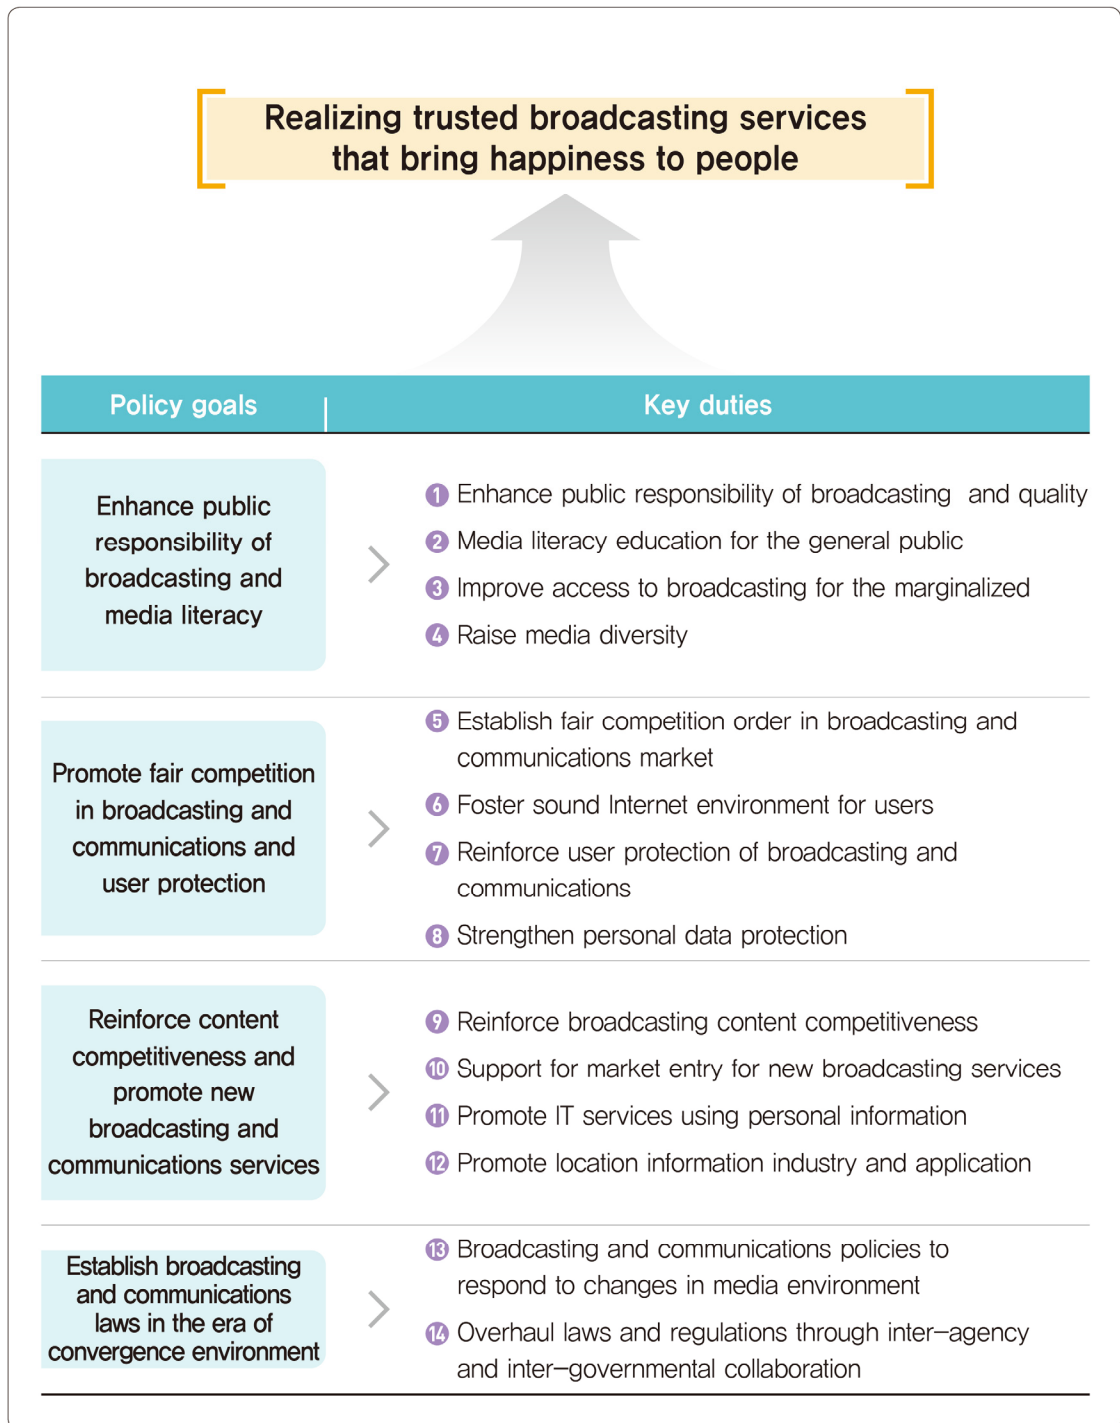 Realizing trusted broadcasting services
that bring happiness to people
Policy goals
Key duties
Enhance public
responsibility of
broadcasting and
media literacy
1 Enhance public responsibility of broadcasting and quality
2 Media literacy education for the general public
3 Improve access to broadcasting for the marginalized
4 Raise media diversity
Promote fair competition
in broadcasting and
communications and
user protection
5 Establish fair competition order in broadcasting and
communications market
6 Foster sound Internet environment for users
7 Reinforce user protection of broadcasting and
communications
8 Strengthen personal data protection
Reinforce content
competitiveness and
promote new
broadcasting and
communications services
9 Reinforce broadcasting content competitiveness
10 Support for market entry for new broadcasting services
11 Promote IT services using personal information
12 Promote location information industry and application
Establish broadcasting
and communications
laws in the era of
convergence environment
13 Broadcasting and communications policies to
respond to changes in media environment
14 Overhaul laws and regulations through inter-agency
and inter-governmental collaboration